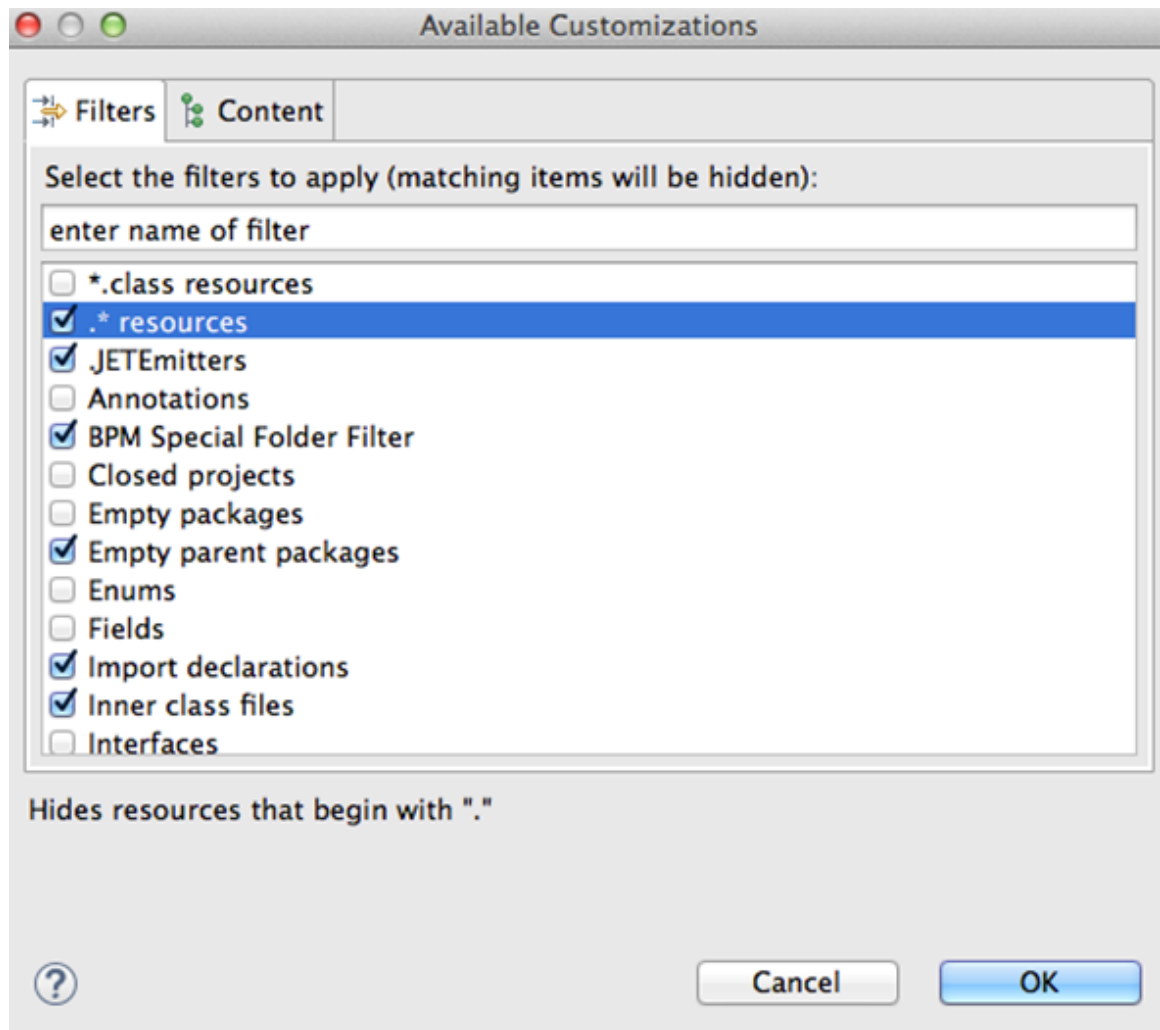 Available Customizations
Filters Content
Select the filters to apply (matching items will be hidden):
enter name of filter
*.class resources
.* resources
.JETEmitters
Annotations
BPM Special Folder Filter
Closed projects
Empty packages
Empty parent packages
Enums
Fields
Import declarations
Inner class files
Interfaces
Hides resources that begin with "."
? Cancel OK